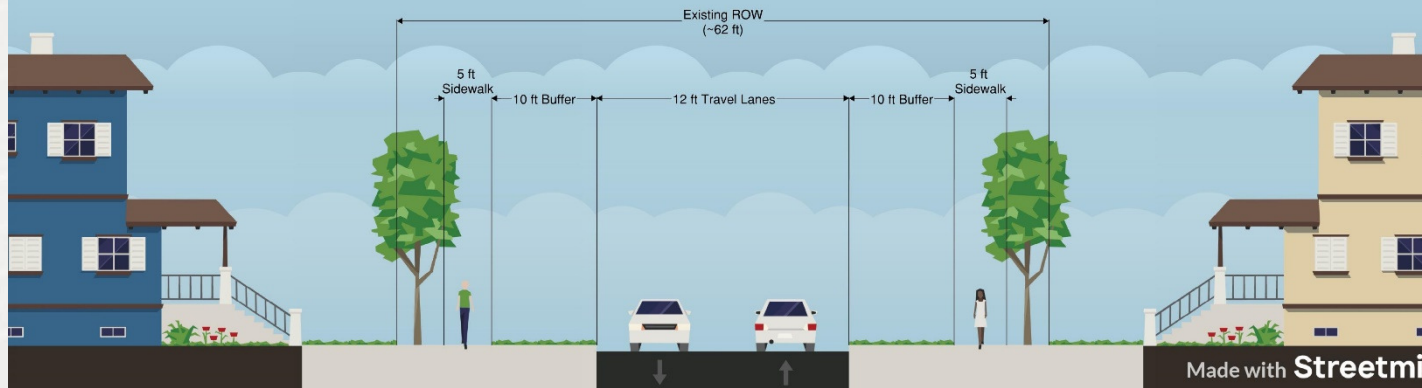 Existing ROW
(~62 ft)
5 ft
Sidewalk
10 ft Buffer
12 ft Travel Lanes
10 ft Buffer
5 ft
Sidewalk
Made with Streetmi